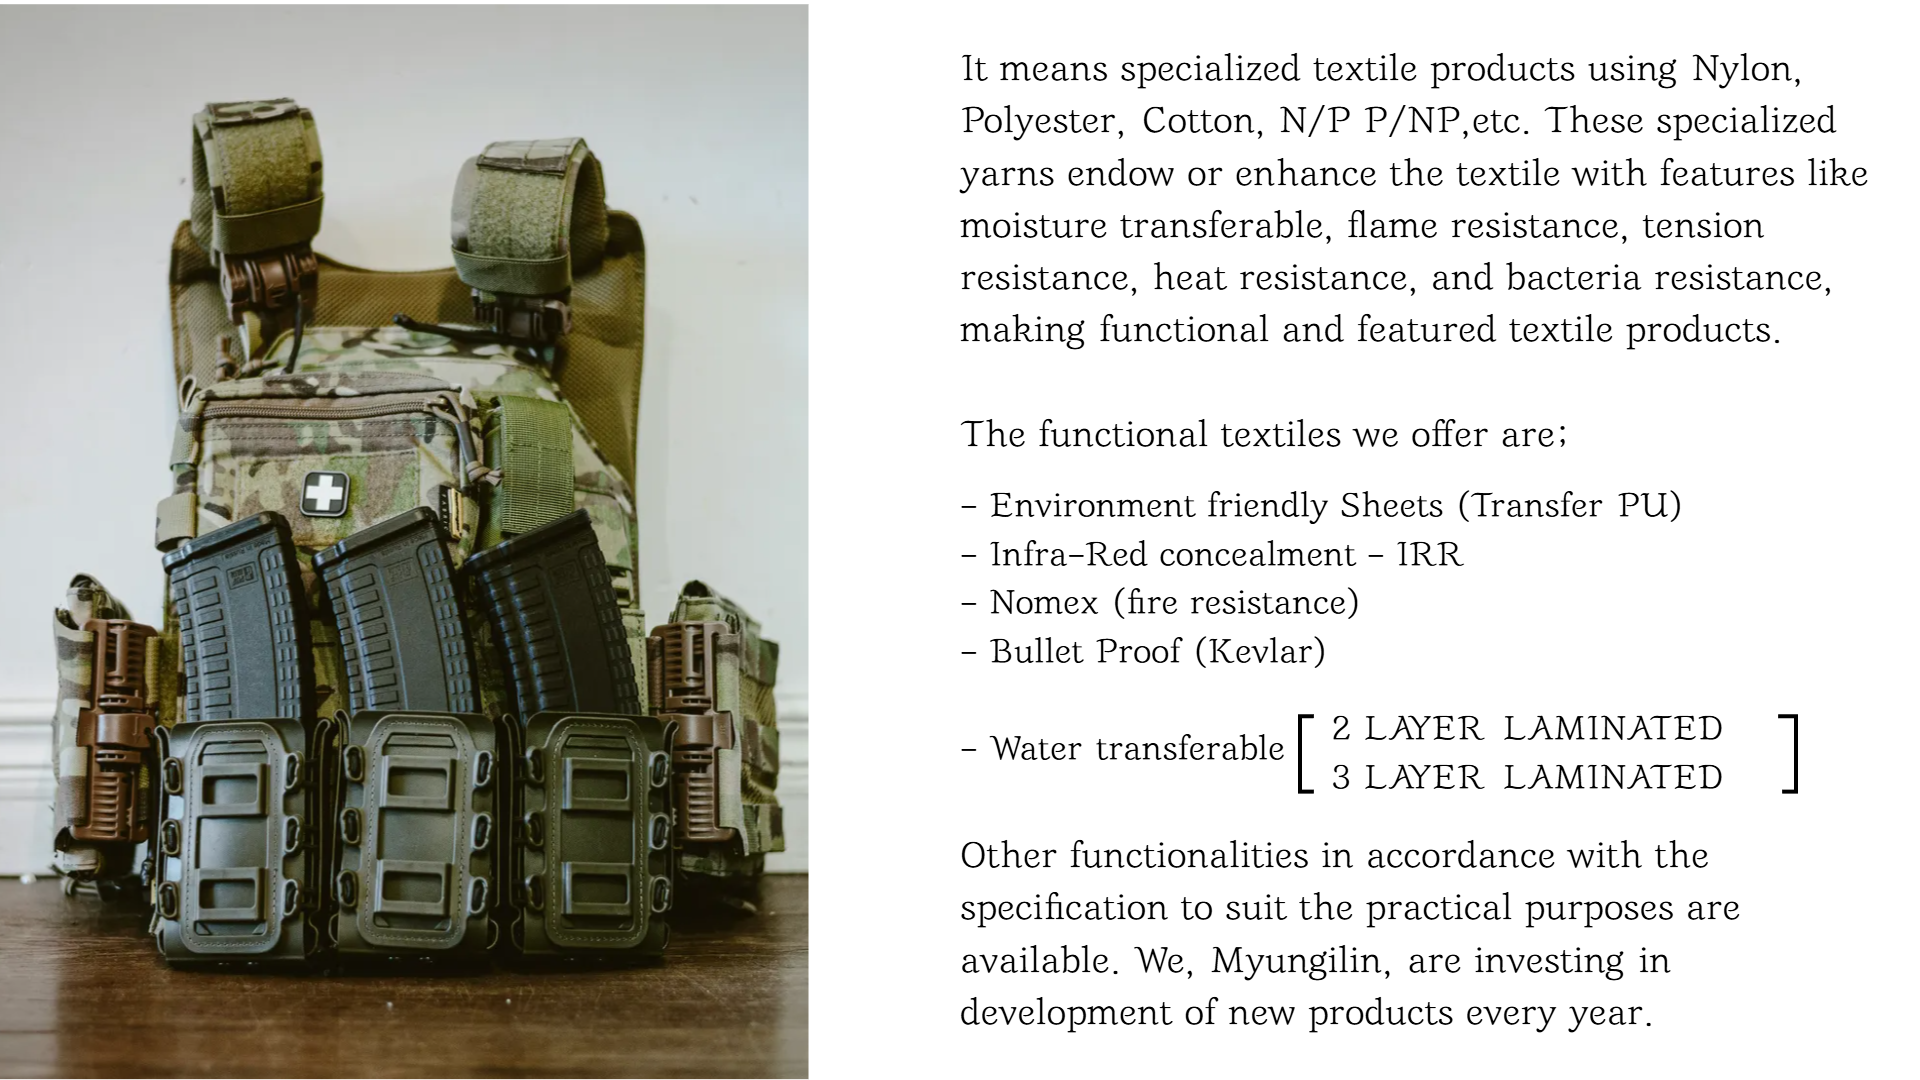 It means specialized textile products using Nylon,
Polyester, Cotton, N/P P/NP,etc. These specialized
yarns endow or enhance the textile with features like
moisture transferable, flame resistance, tension
resistance, heat resistance, and bacteria resistance,
making functional and featured textile products.
The functional textiles we offer are;
- Environment friendly Sheets (Transfer PU)
- Infra-Red concealment - IRR
- Nomex (fire resistance)
- Bullet Proof (Kevlar)
- Water transferable [ 2 LAYER LAMINATED
3 LAYER LAMINATED ]
Other functionalities in accordance with the
specification to suit the practical purposes are
available. We, Myungilin, are investing in
development of new products every year.